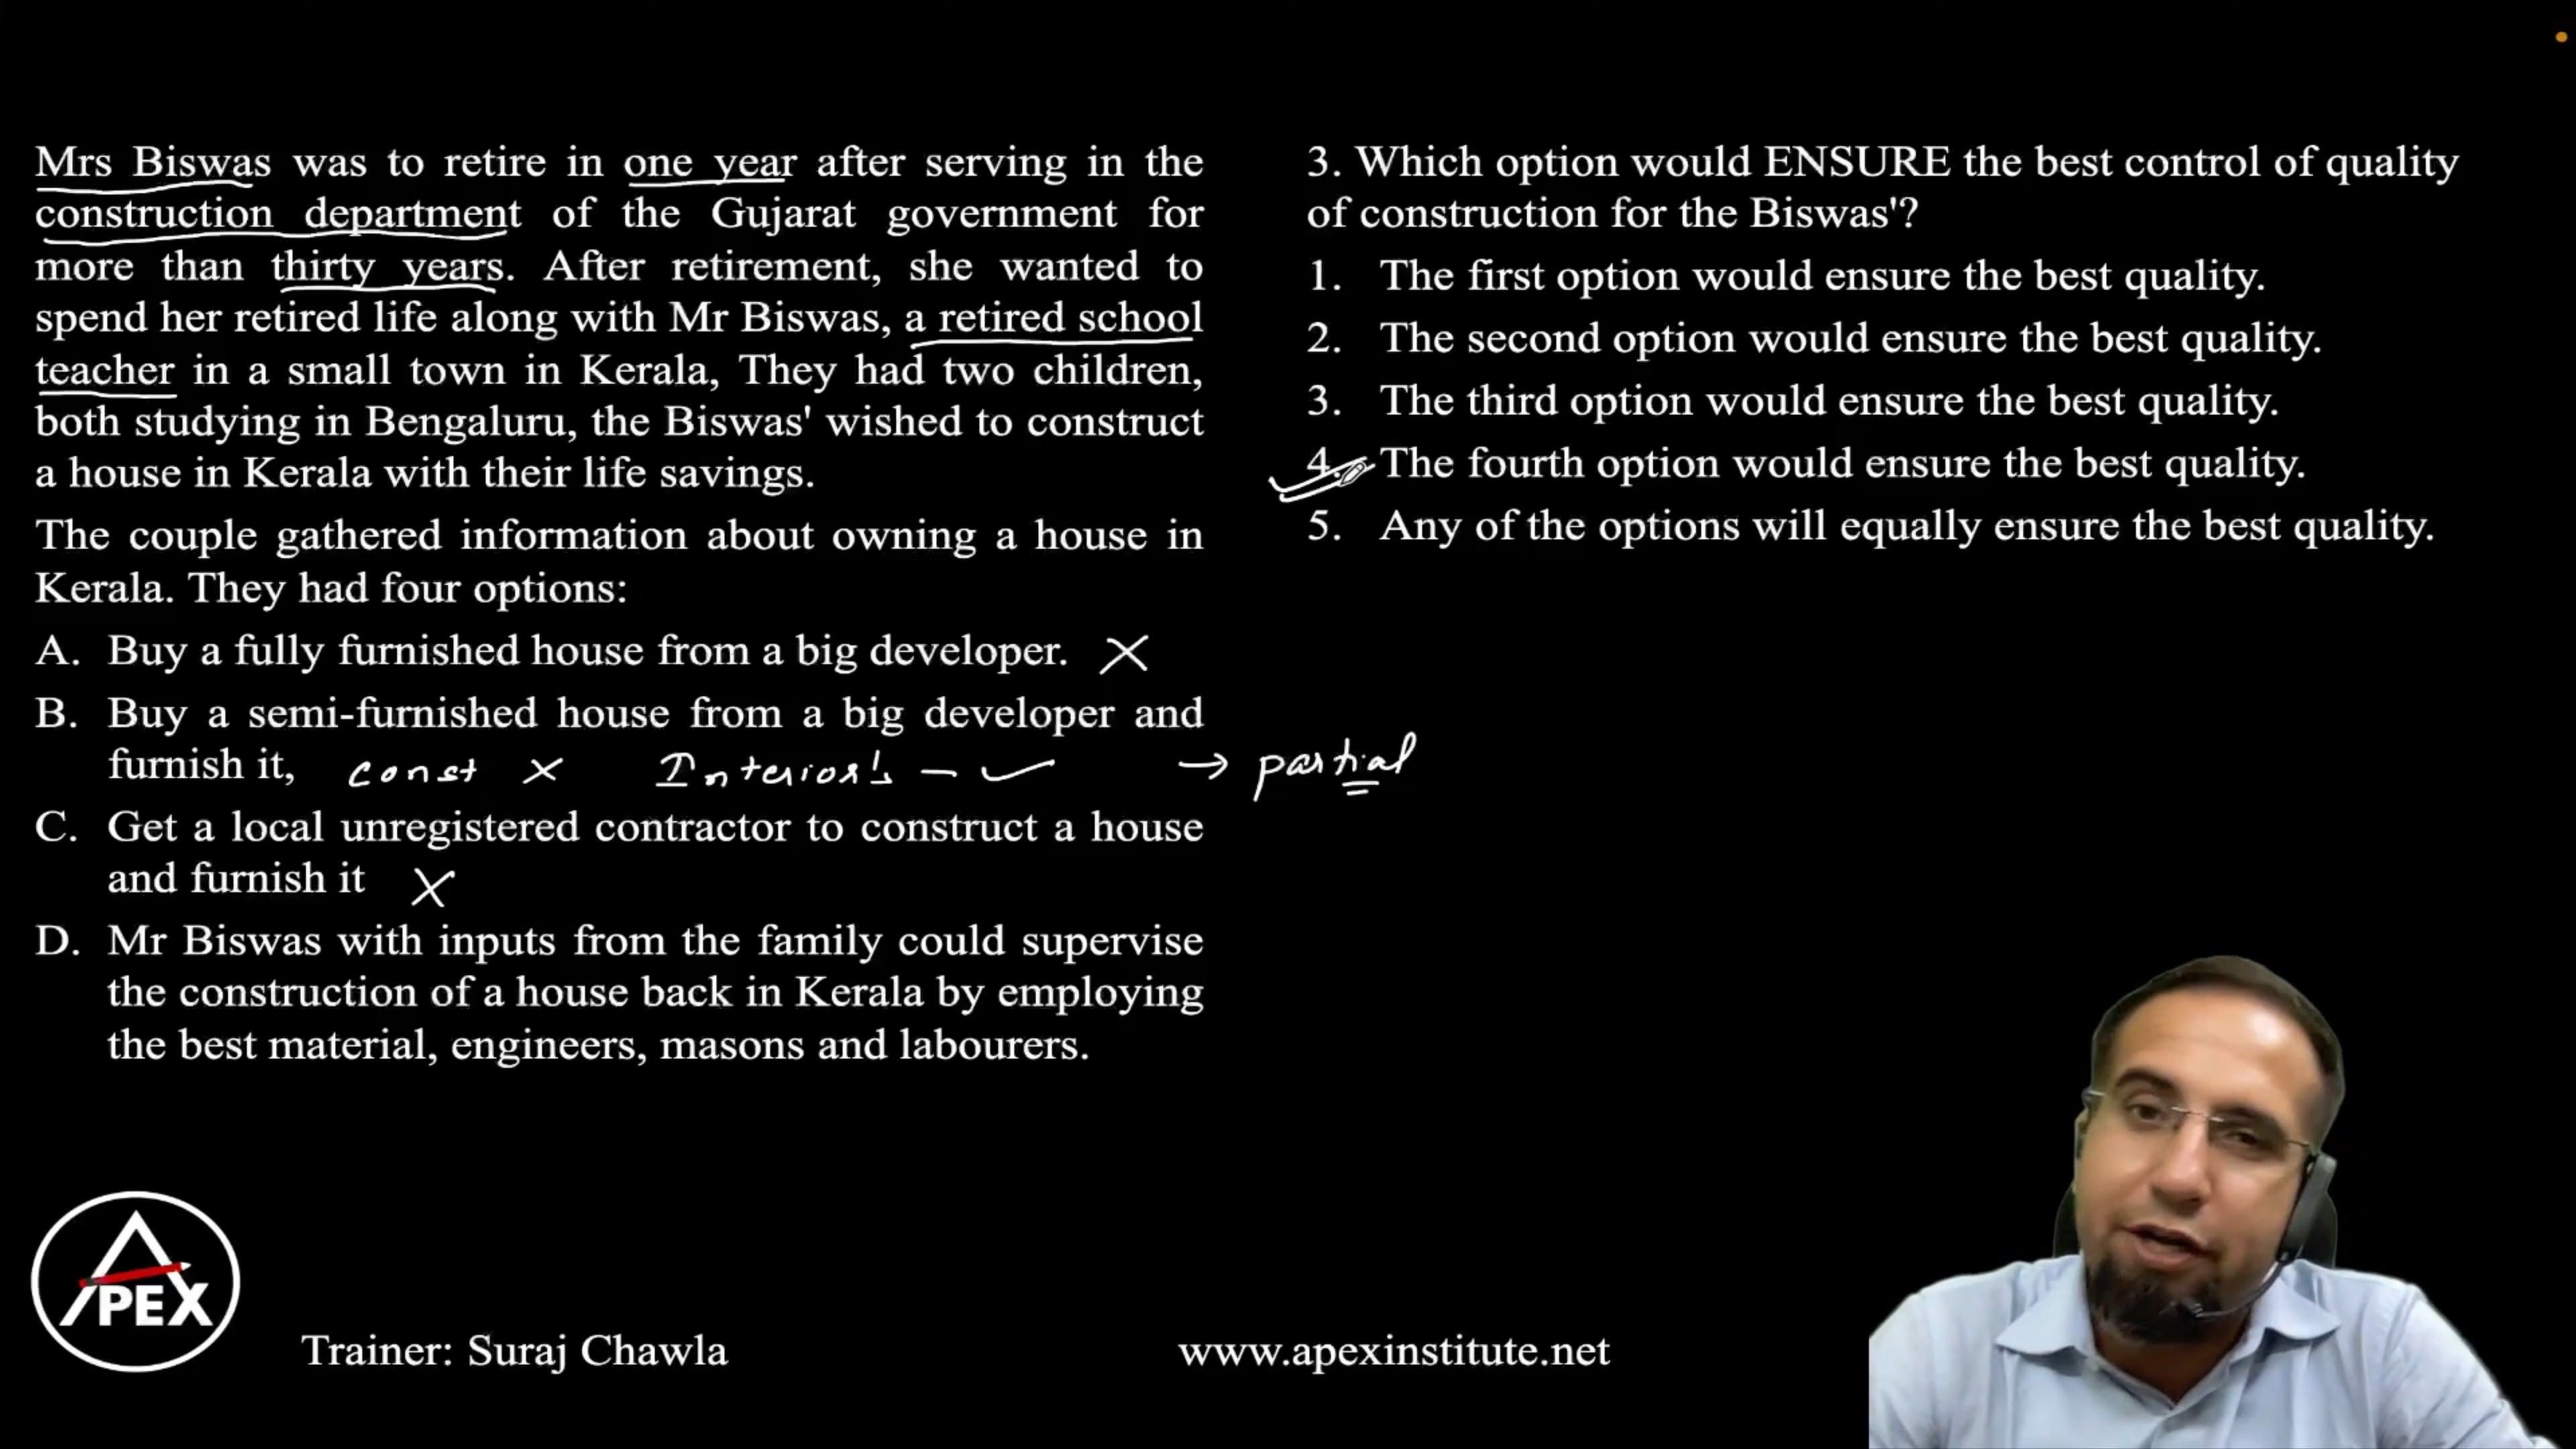 Mrs Biswas was to retire in one year after serving in the
construction department of the Gujarat government for
more than thirty years. After retirement, she wanted to
spend her retired life along with Mr Biswas, a retired school
teacher in a small town in Kerala, They had two children,
both studying in Bengaluru, the Biswas' wished to construct
a house in Kerala with their life savings.
The couple gathered information about owning a house in
Kerala. They had four options:
A. Buy a fully furnished house from a big developer. X
B. Buy a semi-furnished house from a big developer and
furnish it, const x Interiors - ✓ → partial
C. Get a local unregistered contractor to construct a house
and furnish it X
D. Mr Biswas with inputs from the family could supervise
the construction of a house back in Kerala by employing
the best material, engineers, masons and labourers.
3. Which option would ENSURE the best control of quality
of construction for the Biswas'?
1. The first option would ensure the best quality.
2. The second option would ensure the best quality.
3. The third option would ensure the best quality.
4. The fourth option would ensure the best quality.
5. Any of the options will equally ensure the best quality.
APEX
Trainer: Suraj Chawla
www.apexinstitute.net